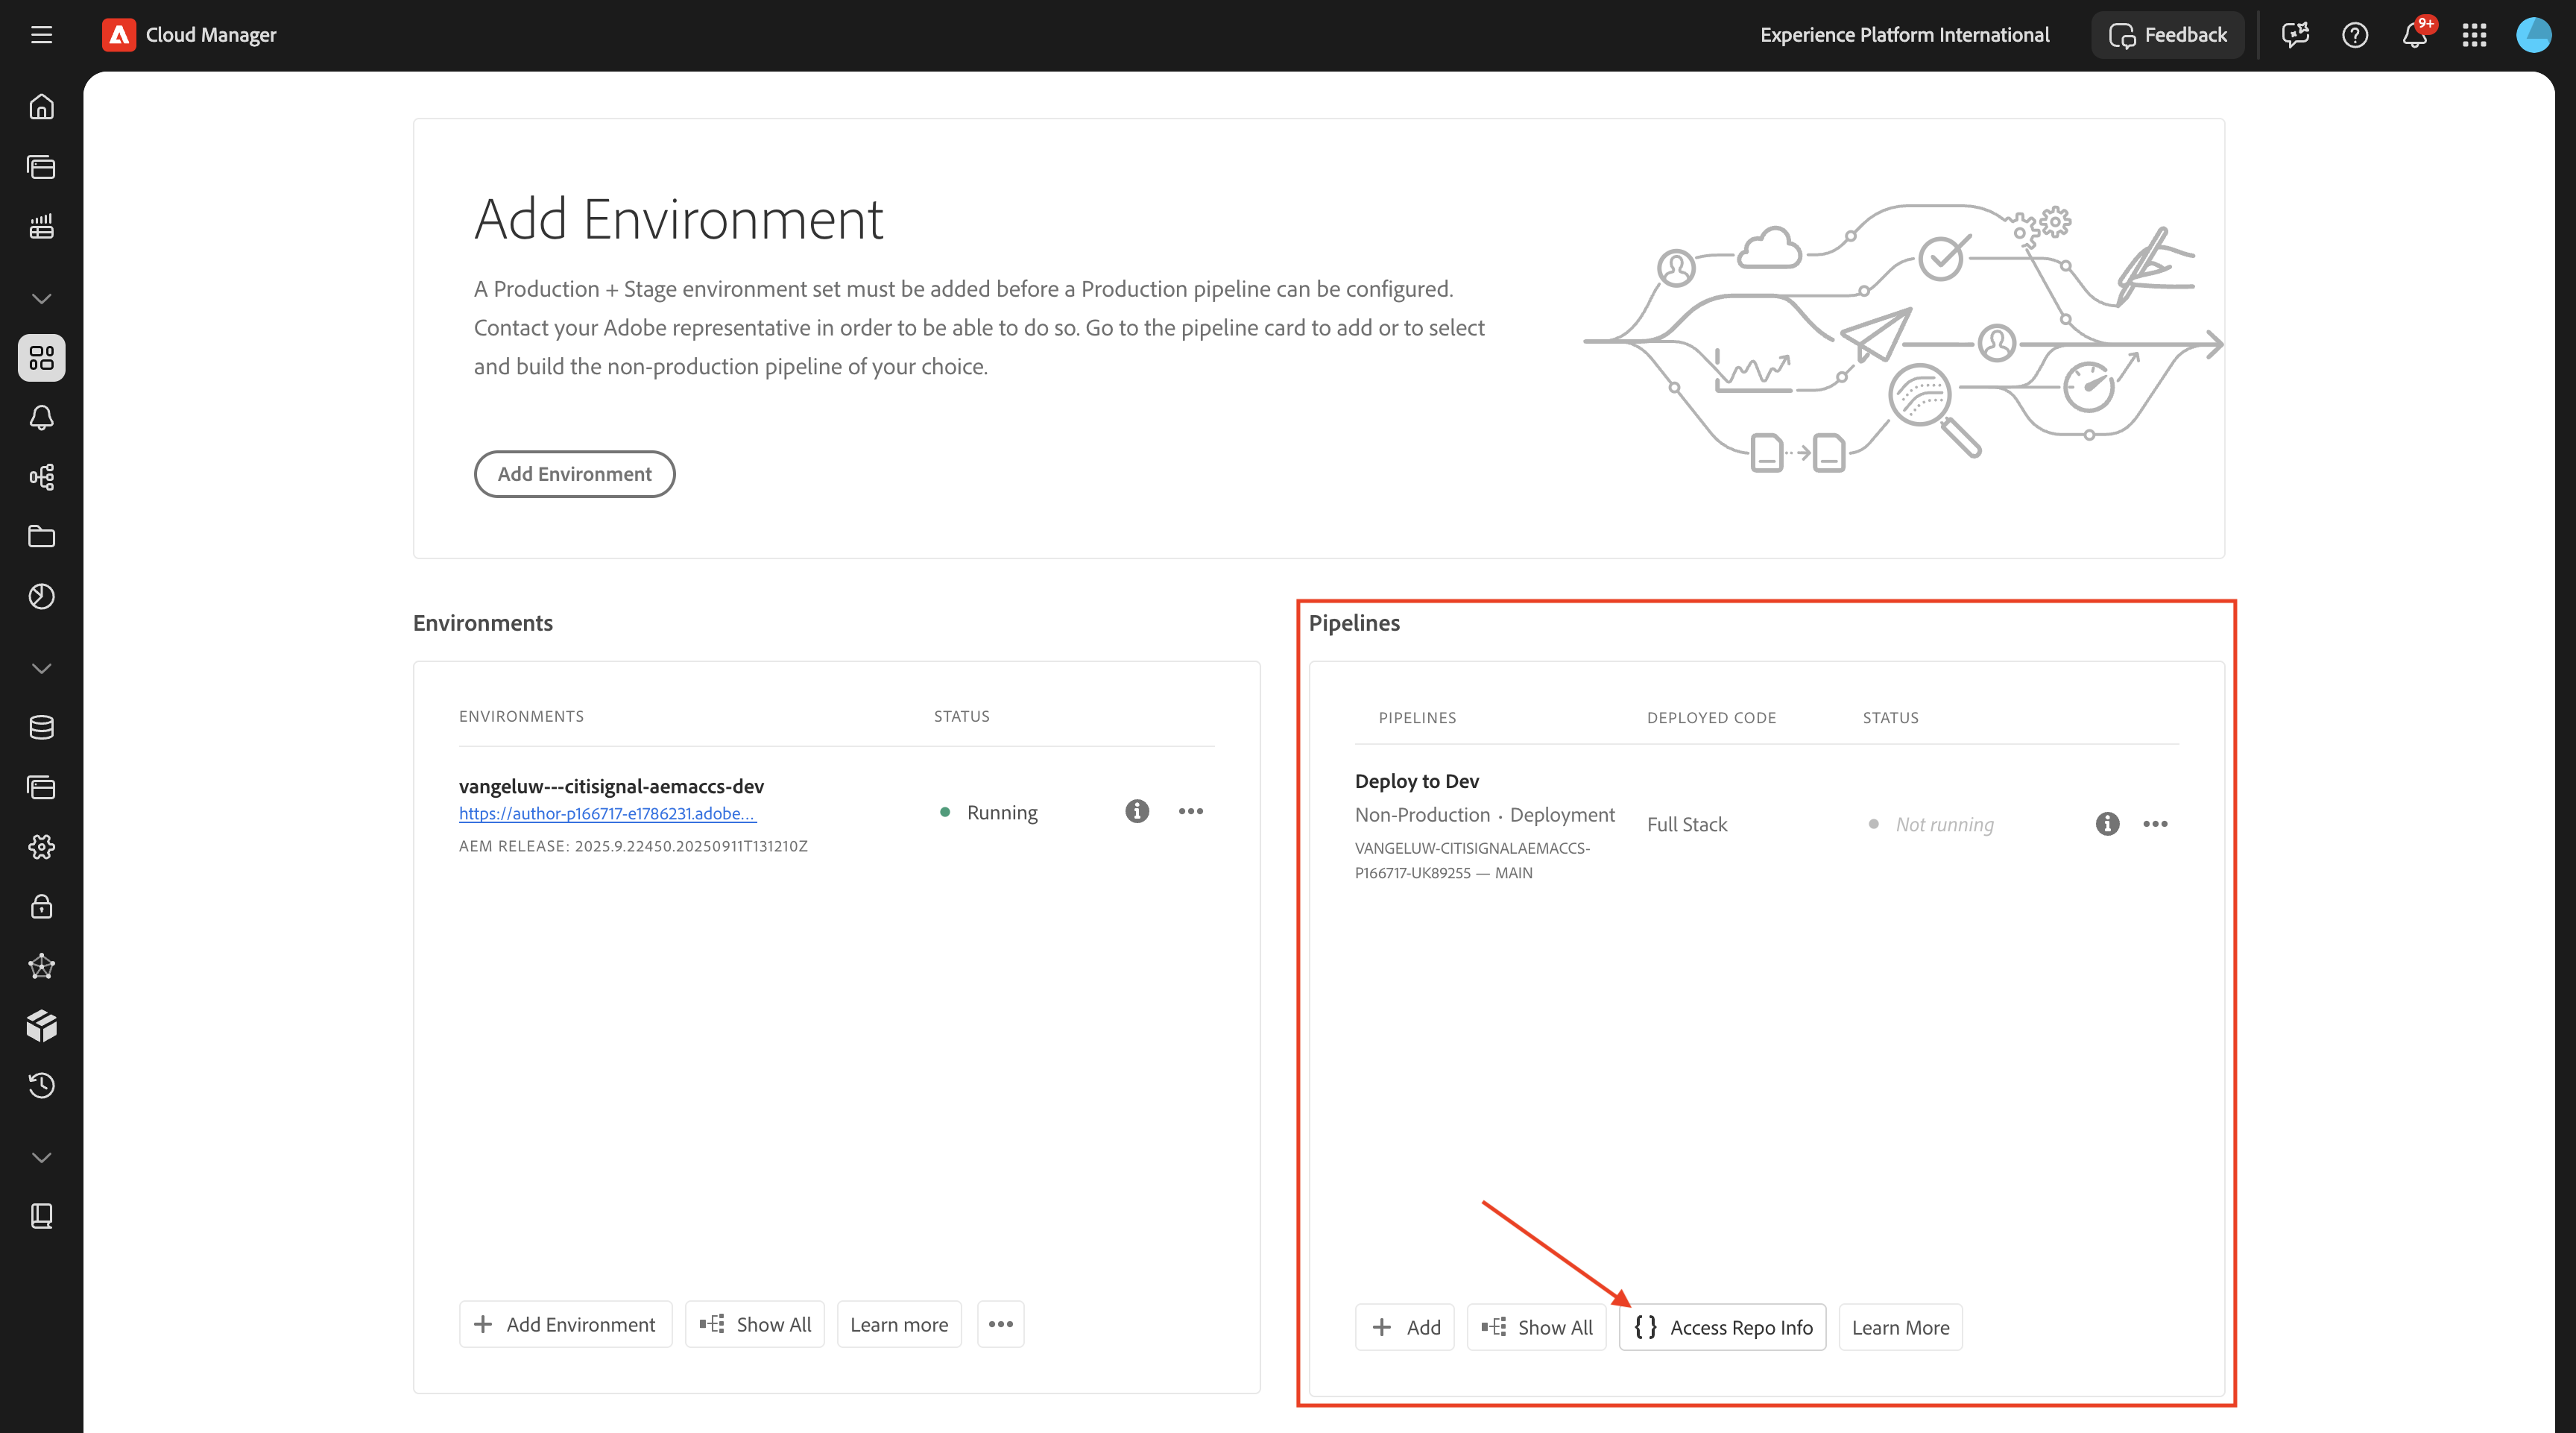 Cloud Manager
Experience Platform International
Feedback
9+
Add Environment
A Production + Stage environment set must be added before a Production pipeline can be configured.
Contact your Adobe representative in order to be able to do so. Go to the pipeline card to add or to select
and build the non-production pipeline of your choice.
Add Environment
Environments
ENVIRONMENTS STATUS
vangeluw---citisignal-aemaccs-dev
https://author-p166717-e1786231.adobe...
Running
AEM RELEASE: 2025.9.22450.20250911T131210Z
Add Environment Show All Learn more
Pipelines
PIPELINES DEPLOYED CODE STATUS
Deploy to Dev
Non-Production · Deployment
Full Stack
Not running
VANGELUW-CITISIGNALAEMACCS-
P166717-UK89255 — MAIN
Add Show All Access Repo Info Learn More